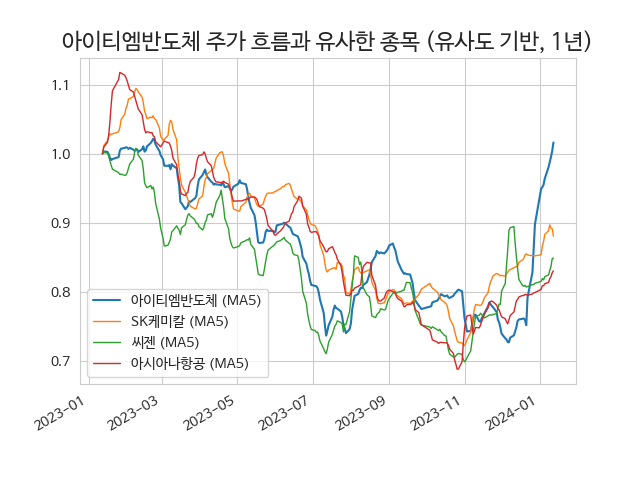 아이티엠반도체 주가 흐름과 유사한 종목 (유사도 기반, 1년)
1.1
1.0
0.9
0.8
0.7
아이티엠반도체 (MA5)
SK케미칼 (MA5)
씨젠 (MA5)
아시아나항공 (MA5)
2023-01
2023-03
2023-05
2023-07
2023-09
2023-11
2024-01